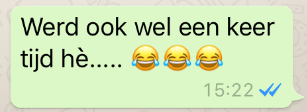 Werd ook wel een keer
tijd hè..... 😂😂😂
15:22